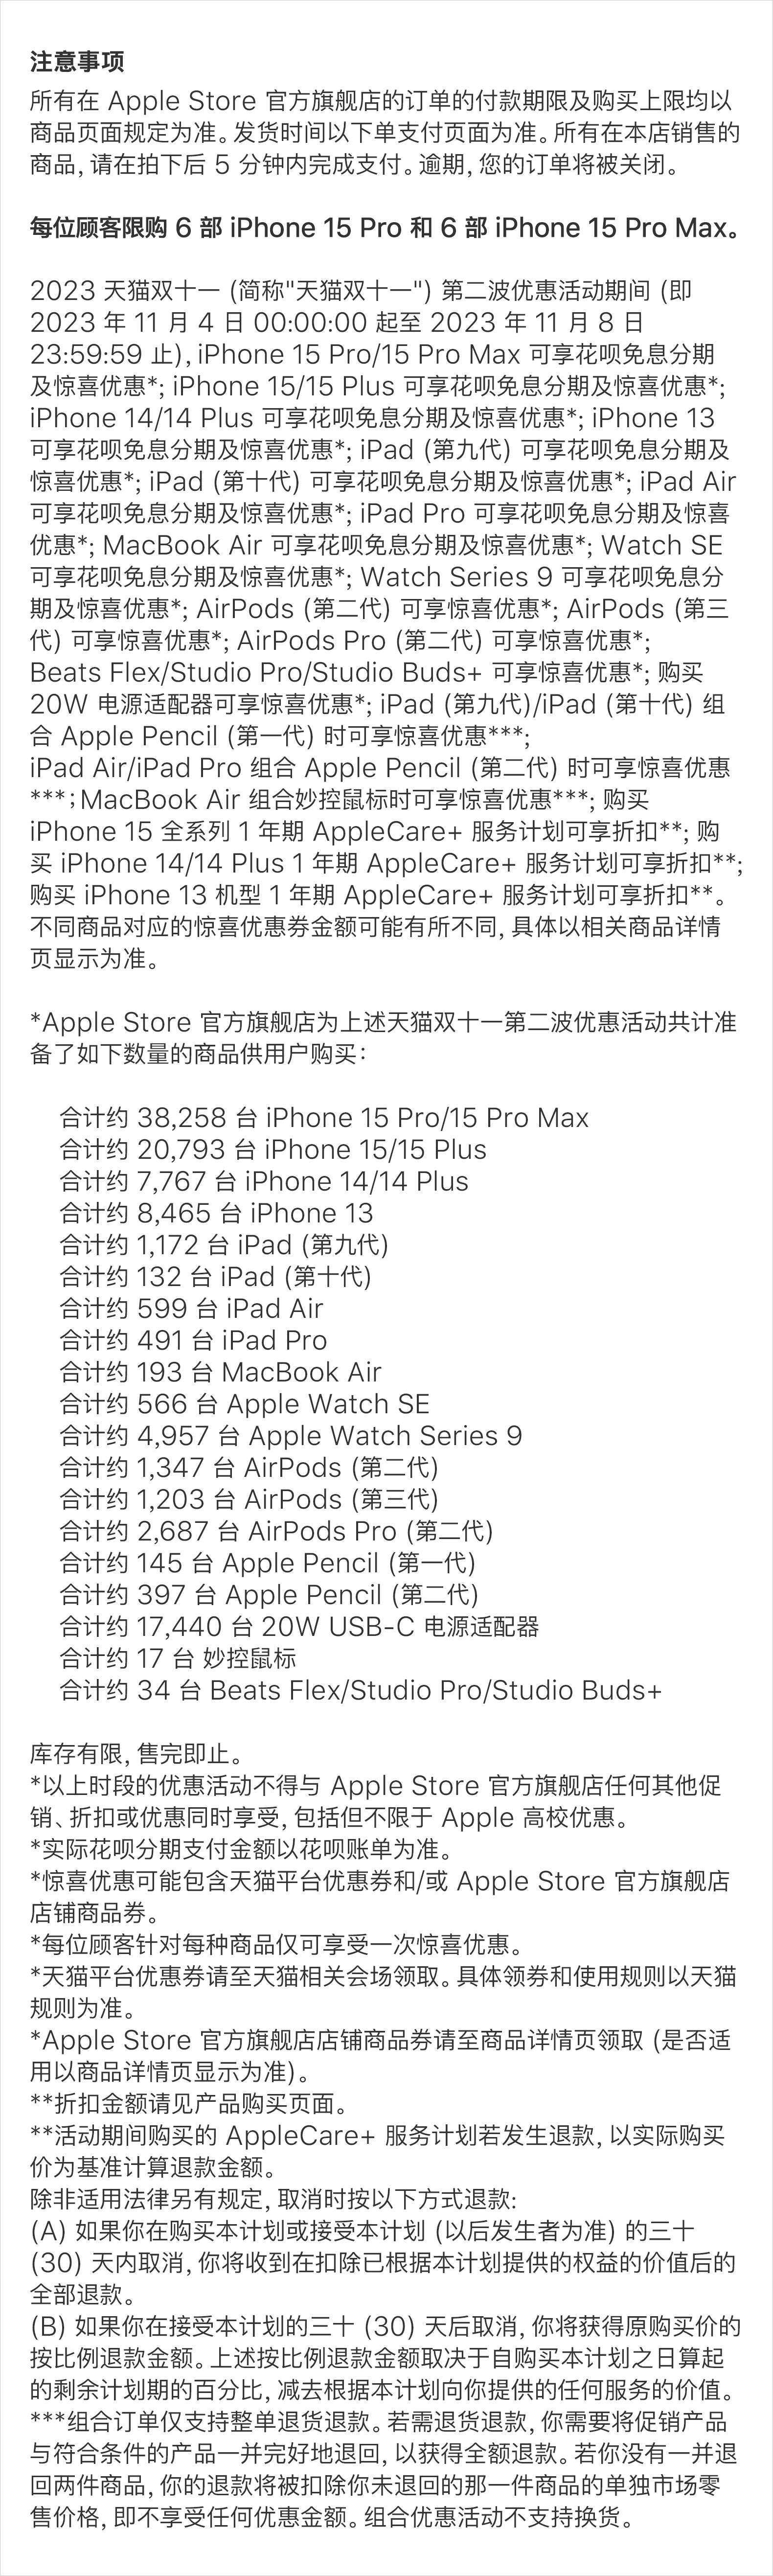 注意事项
所有在 Apple Store 官方旗舰店的订单的付款期限及购买上限均以
商品页面规定为准。发货时间以下单支付页面为准。所有在本店销售的
商品, 请在拍下后 5 分钟内完成支付。逾期, 您的订单将被关闭。
每位顾客限购 6 部 iPhone 15 Pro 和 6 部 iPhone 15 Pro Max。
2023 天猫双十一 (简称"天猫双十一") 第二波优惠活动期间 (即
2023 年 11 月 4 日 00:00:00 起至 2023 年 11 月 8 日
23:59:59 止), iPhone 15 Pro/15 Pro Max 可享花呗免息分期
及惊喜优惠*; iPhone 15/15 Plus 可享花呗免息分期及惊喜优惠*;
iPhone 14/14 Plus 可享花呗免息分期及惊喜优惠*; iPhone 13
可享花呗免息分期及惊喜优惠*; iPad (第九代) 可享花呗免息分期及
惊喜优惠*; iPad (第十代) 可享花呗免息分期及惊喜优惠*; iPad Air
可享花呗免息分期及惊喜优惠*; iPad Pro 可享花呗免息分期及惊喜
优惠*; MacBook Air 可享花呗免息分期及惊喜优惠*; Watch SE
可享花呗免息分期及惊喜优惠*; Watch Series 9 可享花呗免息分
期及惊喜优惠*; AirPods (第二代) 可享惊喜优惠*; AirPods (第三
代) 可享惊喜优惠*; AirPods Pro (第二代) 可享惊喜优惠*;
Beats Flex/Studio Pro/Studio Buds+ 可享惊喜优惠*; 购买
20W 电源适配器可享惊喜优惠*; iPad (第九代)/iPad (第十代) 组
合 Apple Pencil (第一代) 时可享惊喜优惠***;
iPad Air/iPad Pro 组合 Apple Pencil (第二代) 时可享惊喜优惠
***; MacBook Air 组合妙控鼠标时可享惊喜优惠***; 购买
iPhone 15 全系列 1 年期 AppleCare+ 服务计划可享折扣**; 购
买 iPhone 14/14 Plus 1 年期 AppleCare+ 服务计划可享折扣**;
购买 iPhone 13 机型 1 年期 AppleCare+ 服务计划可享折扣**。
不同商品对应的惊喜优惠券金额可能有所不同, 具体以相关商品详情
页显示为准。
*Apple Store 官方旗舰店为上述天猫双十一第二波优惠活动共计准
备了如下数量的商品供用户购买：
合计约 38,258 台 iPhone 15 Pro/15 Pro Max
合计约 20,793 台 iPhone 15/15 Plus
合计约 7,767 台 iPhone 14/14 Plus
合计约 8,465 台 iPhone 13
合计约 1,172 台 iPad (第九代)
合计约 132 台 iPad (第十代)
合计约 599 台 iPad Air
合计约 491 台 iPad Pro
合计约 193 台 MacBook Air
合计约 566 台 Apple Watch SE
合计约 4,957 台 Apple Watch Series 9
合计约 1,347 台 AirPods (第二代)
合计约 1,203 台 AirPods (第三代)
合计约 2,687 台 AirPods Pro (第二代)
合计约 145 台 Apple Pencil (第一代)
合计约 397 台 Apple Pencil (第二代)
合计约 17,440 台 20W USB-C 电源适配器
合计约 17 台 妙控鼠标
合计约 34 台 Beats Flex/Studio Pro/Studio Buds+
库存有限, 售完即止。
*以上时段的优惠活动不得与 Apple Store 官方旗舰店任何其他促
销、折扣或优惠同时享受, 包括但不限于 Apple 高校优惠。
*实际花呗分期支付金额以花呗账单为准。
*惊喜优惠可能包含天猫平台优惠券和/或 Apple Store 官方旗舰店
店铺商品券。
*每位顾客针对每种商品仅可享受一次惊喜优惠。
*天猫平台优惠券请至天猫相关会场领取。具体领券和使用规则以天猫
规则为准。
*Apple Store 官方旗舰店店铺商品券请至商品详情页领取 (是否适
用以商品详情页显示为准)。
**折扣金额请见产品购买页面。
**活动期间购买的 AppleCare+ 服务计划若发生退款, 以实际购买
价为基准计算退款金额。
除非适用法律另有规定, 取消时按以下方式退款:
(A) 如果你在购买本计划或接受本计划 (以后发生者为准) 的三十
(30) 天内取消, 你将收到在扣除已根据本计划提供的权益的价值后的
全部退款。
(B) 如果你在接受本计划的三十 (30) 天后取消, 你将获得原购买价的
按比例退款金额。上述按比例退款金额取决于自购买本计划之日算起
的剩余计划期的百分比, 减去根据本计划向你提供的任何服务的价值。
***组合订单仅支持整单退货退款。若需退货退款, 你需要将促销产品
与符合条件的产品一并完好地退回, 以获得全额退款。若你没有一并退
回两件商品, 你的退款将被扣除你未退回的那一件商品的单独市场零
售价格, 即不享受任何优惠金额。组合优惠活动不支持换货。